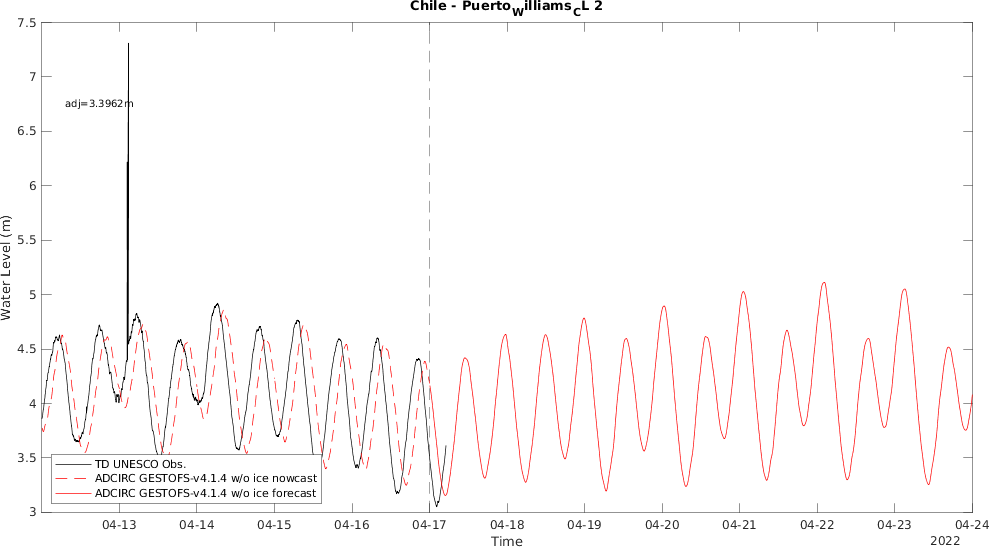 Chile - PuertoWilliamsCL 2
7.5
7
6.5
6
5.5
5
4.5
4
3.5
3
Water Level (m)
adj=3.3962m
TD UNESCO Obs.
ADCIRC GESTOFS-v4.1.4 w/o ice nowcast
ADCIRC GESTOFS-v4.1.4 w/o ice forecast
04-13 04-14 04-15 04-16 04-17 04-18 04-19 04-20 04-21 04-22 04-23 04-24
Time
2022